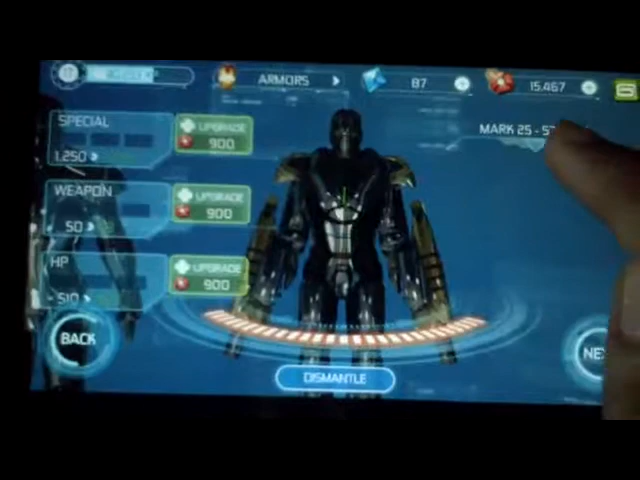 ARMORS
87
15,467
SPECIAL
UPGRADE
900
1,250
MARK 25 -
WEAPON
UPGRADE
900
50
HP
UPGRADE
900
510
BACK
DISMANTLE